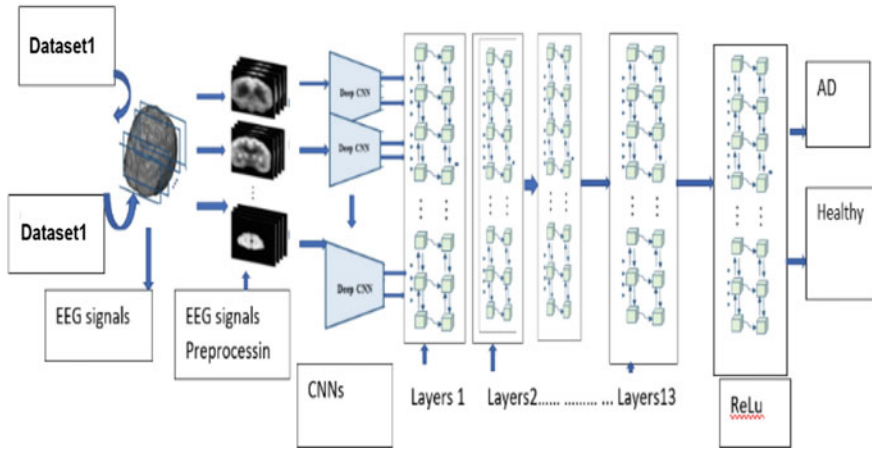 Dataset1
Dataset1
EEG signals
EEG signals
Preprocessin
Deep CNN
Deep CNN
Deep CNN
CNNs
Layers 1
Layers2...... ......... ... Layers13
ReLu
AD
Healthy